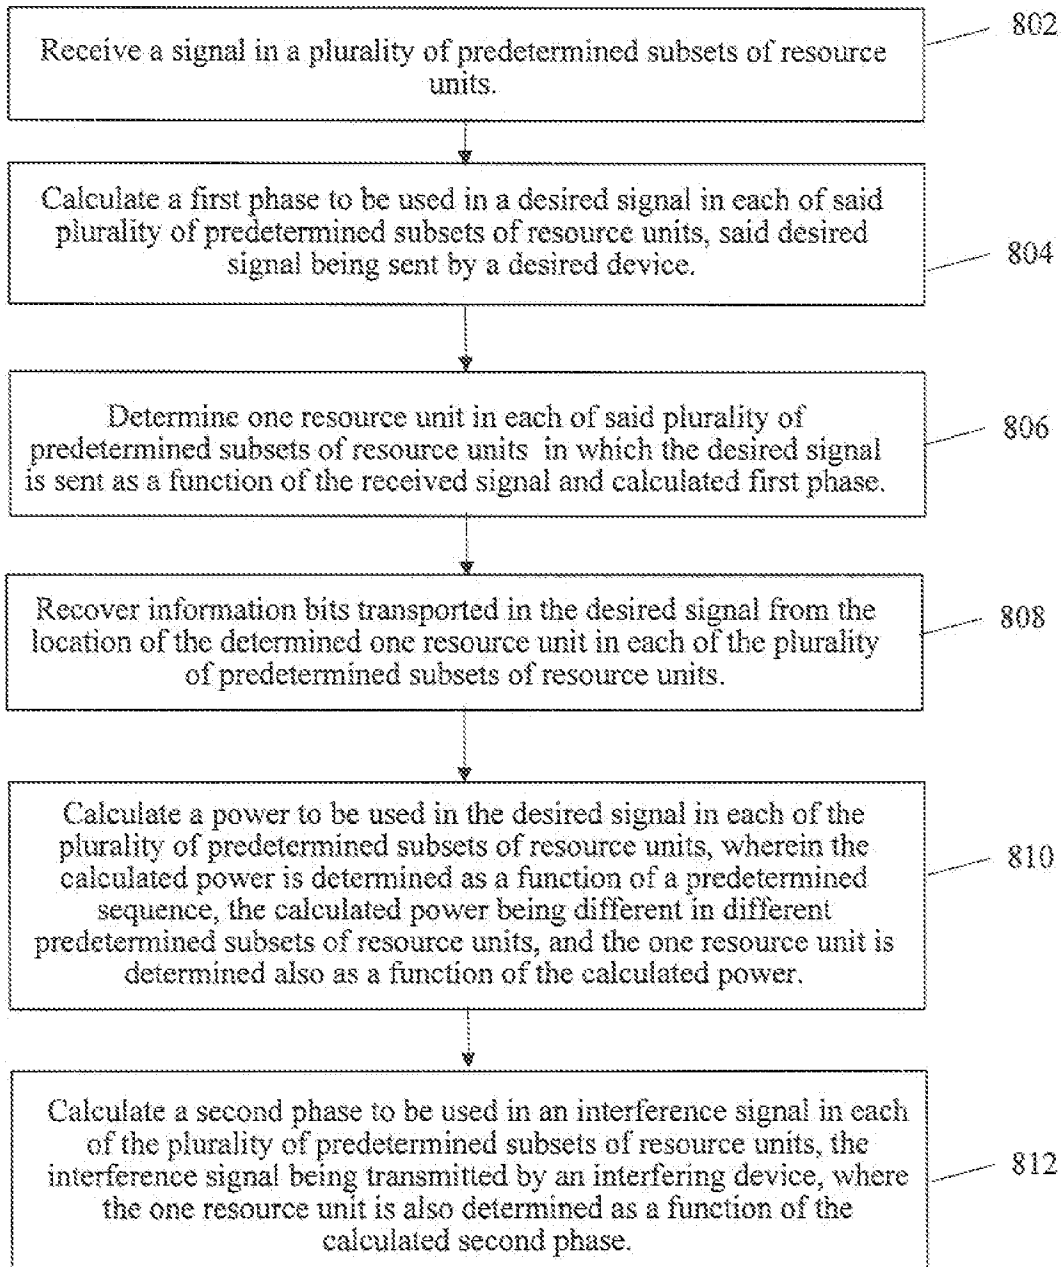 Receive a signal in a plurality of predetermined subsets of resource
units.
802
Calculate a first phase to be used in a desired signal in each of said
plurality of predetermined subsets of resource units, said desired
signal being sent by a desired device.
804
Determine one resource unit in each of said plurality of
predetermined subsets of resource units in which the desired signal
is sent as a function of the received signal and calculated first phase.
806
Recover information bits transported in the desired signal from the
location of the determined one resource unit in each of the plurality
of predetermined subsets of resource units.
808
Calculate a power to be used in the desired signal in each of the
plurality of predetermined subsets of resource units, wherein the
calculated power is determined as a function of a predetermined
sequence, the calculated power being different in different
predetermined subsets of resource units, and the one resource unit is
determined also as a function of the calculated power.
810
Calculate a second phase to be used in an interference signal in each
of the plurality of predetermined subsets of resource units, the
interference signal being transmitted by an interfering device, where
the one resource unit is also determined as a function of the
calculated second phase.
812